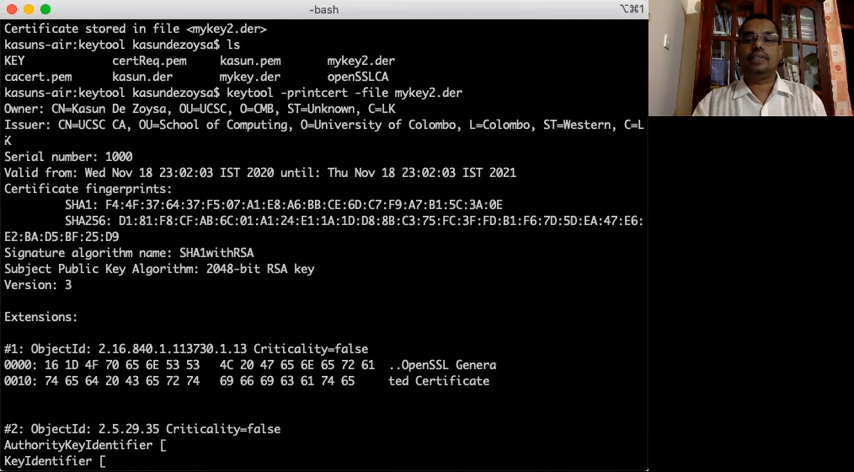 -bash
⌥⌘1
Certificate stored in file <mykey2.der>
kasuns-air:keytool kasundezoysa$ ls
KEY certReq.pem kasun.pem mykey2.der
cacert.pem kasun.der mykey.der openSSLCA
kasuns-air:keytool kasundezoysa$ keytool -printcert -file mykey2.der
Owner: CN=Kasun De Zoysa, OU=UCSC, O=CMB, ST=Unknown, C=LK
Issuer: CN=UCSC CA, OU=School of Computing, O=University of Colombo, L=Colombo, ST=Western, C=L
K
Serial number: 1000
Valid from: Wed Nov 18 23:02:03 IST 2020 until: Thu Nov 18 23:02:03 IST 2021
Certificate fingerprints:
SHA1: F4:4F:37:64:37:F5:07:A1:E8:A6:BB:CE:6D:C7:F9:A7:B1:5C:3A:0E
SHA256: D1:81:F8:CF:AB:6C:01:A1:24:E1:1A:1D:D8:8B:C3:75:FC:3F:FD:B1:F6:7D:5D:EA:47:E6:
E2:BA:D5:BF:25:D9
Signature algorithm name: SHA1withRSA
Subject Public Key Algorithm: 2048-bit RSA key
Version: 3
Extensions:
#1: ObjectId: 2.16.840.1.113730.1.13 Criticality=false
0000: 16 1D 4F 70 65 6E 53 53 4C 20 47 65 6E 65 72 61 ..OpenSSL Genera
0010: 74 65 64 20 43 65 72 74 69 66 69 63 61 74 65 ted Certificate
#2: ObjectId: 2.5.29.35 Criticality=false
AuthorityKeyIdentifier [
KeyIdentifier [